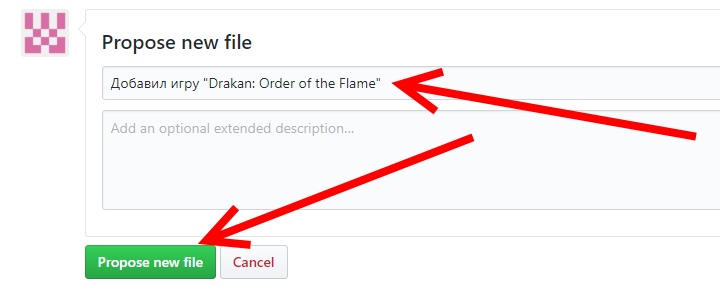 Propose new file
Добавил игру "Drakan: Order of the Flame"
Add an optional extended description...
Propose new file
Cancel